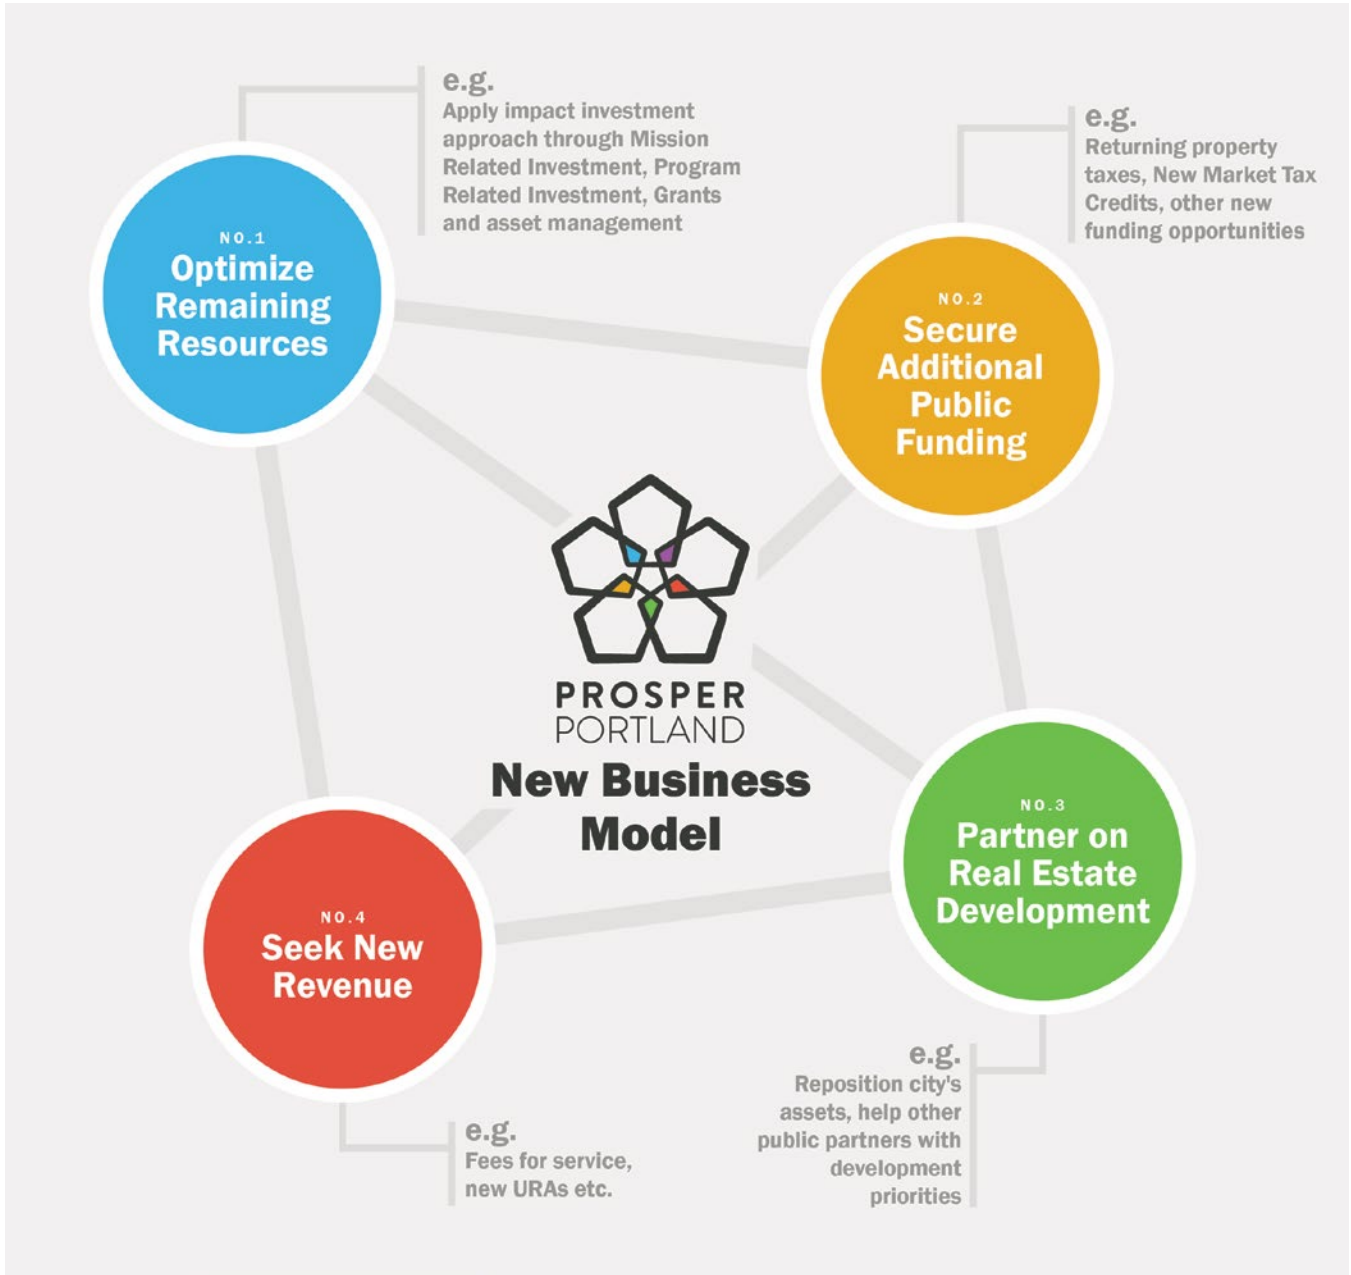 e.g.
Apply impact investment
approach through Mission
Related Investment, Program
Related Investment, Grants
and asset management
e.g.
Returning property
taxes, New Market Tax
Credits, other new
funding opportunities
NO.1
Optimize
Remaining
Resources
NO.2
Secure
Additional
Public
Funding
PROSPER
PORTLAND
New Business
Model
NO.3
Partner on
Real Estate
Development
NO.4
Seek New
Revenue
e.g.
Reposition city's
assets, help other
public partners with
development
priorities
e.g.
Fees for service,
new URAs etc.